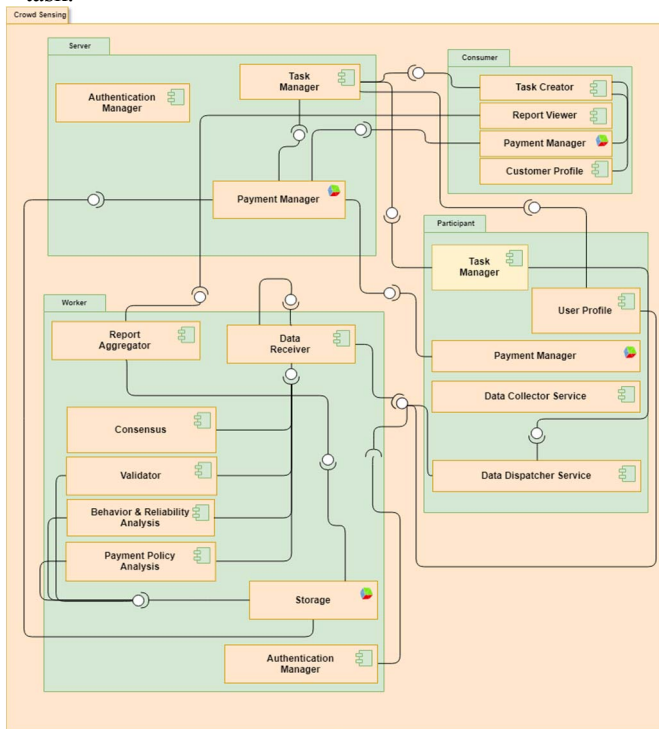 task.
Crowd Sensing
Server
Authentication
Manager
Task
Manager
Payment Manager
Consumer
Task Creator
Report Viewer
Payment Manager
Customer Profile
Participant
Task
Manager
User Profile
Payment Manager
Data Collector Service
Data Dispatcher Service
Worker
Report
Aggregator
Data
Receiver
Consensus
Validator
Behavior & Reliability
Analysis
Payment Policy
Analysis
Storage
Authentication
Manager